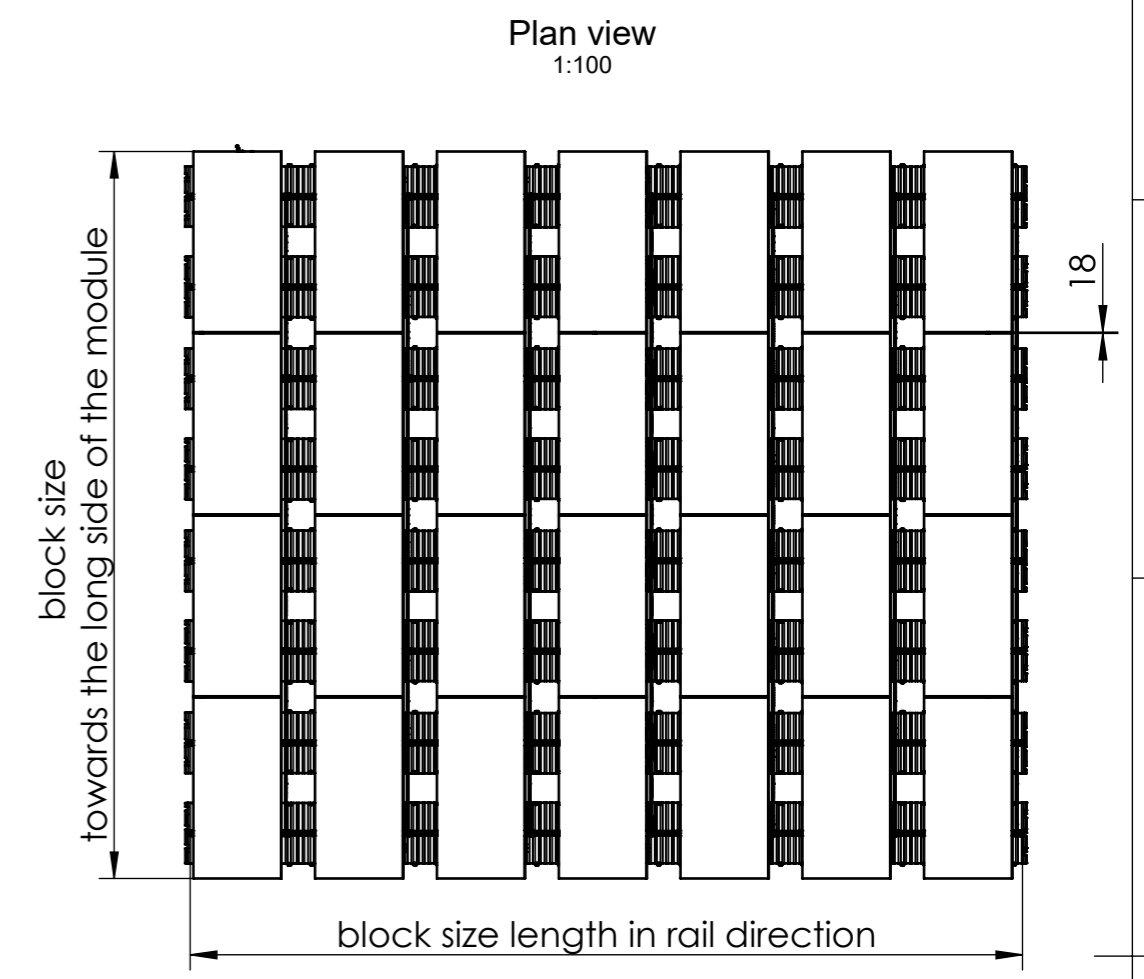 Plan view
1:100
18
block size
towards the long side of the module
block size length in rail direction